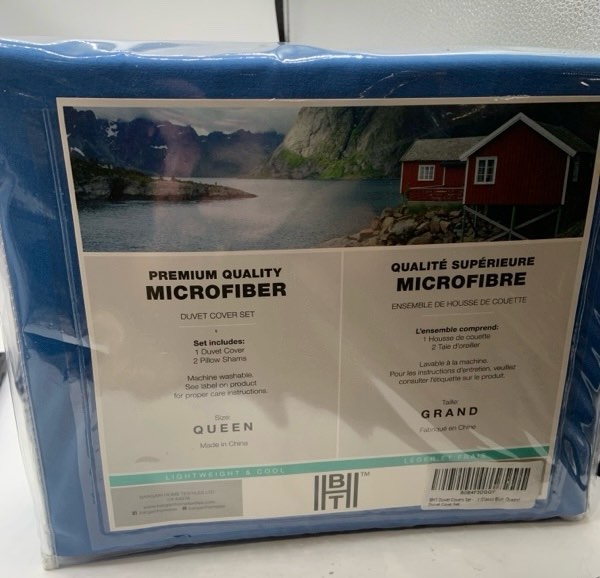 PREMIUM QUALITY
MICROFIBER
DUVET COVER SET
Set includes:
1 Duvet Cover
2 Pillow Shams
Machine washable.
See label on product
for proper care instructions.
Size
QUEEN
Made in China
LIGHTWEIGHT & COOL
QUALITÉ SUPÉRIEURE
MICROFIBRE
ENSEMBLE DE HOUSSE DE COUETTE
L'ensemble comprend:
1 Housse de couette
2 Taie d'oreiller
Lavable à la machine.
Pour les instructions d'entretien, veuillez
consulter l'étiquette sur le produit.
Taille
GRAND
Fabriqué en Chine
LÉGER ET FRAIS
B
T
TM